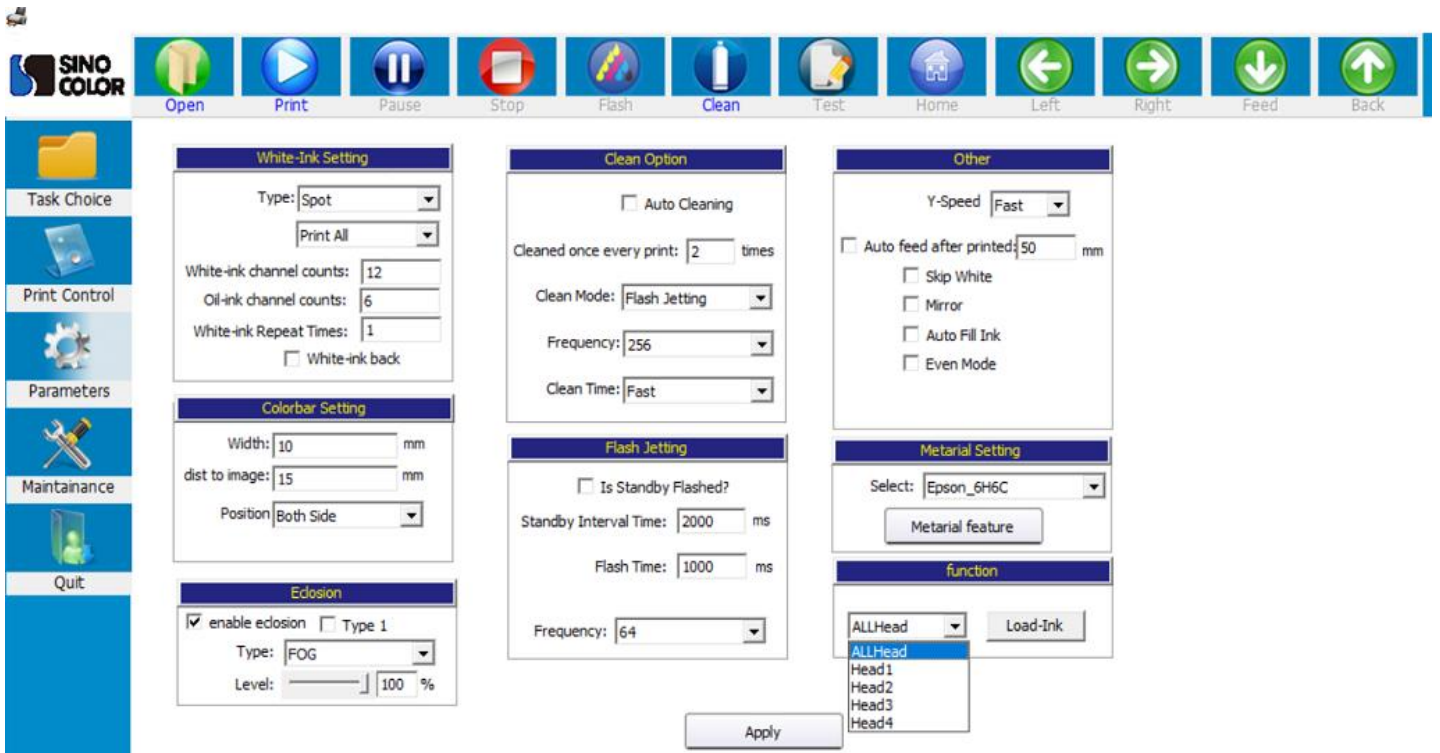 SINO
COLOR
Open Print Pause Stop Flash Clean Test Home Left Right Feed Back
Task Choice
Print Control
Parameters
Maintainance
Quit
White-Ink Setting
Type: Spot
Print All
White-ink channel counts: 12
Oil-ink channel counts: 6
White-ink Repeat Times: 1
White-ink back
Colorbar Setting
Width: 10 mm
dist to image: 15 mm
Position Both Side
Eclosion
enable eclosion Type 1
Type: FOG
Level: 100 %
Clean Option
Auto Cleaning
Cleaned once every print: 2 times
Clean Mode: Flash Jetting
Frequency: 256
Clean Time: Fast
Flash Jetting
Is Standby Flashed?
Standby Interval Time: 2000 ms
Flash Time: 1000 ms
Frequency: 64
Other
Y-Speed Fast
Auto feed after printed: 50 mm
Skip White
Mirror
Auto Fill Ink
Even Mode
Metarial Setting
Select: Epson_6H6C
Metarial feature
function
ALLHead Load-Ink
ALLHead
Head1
Head2
Head3
Head4
Apply